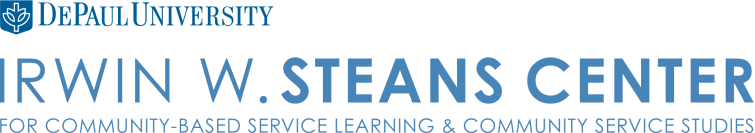 DEPAUL UNIVERSITY
IRWIN W. STEANS CENTER
FOR COMMUNITY-BASED SERVICE LEARNING & COMMUNITY SERVICE STUDIES